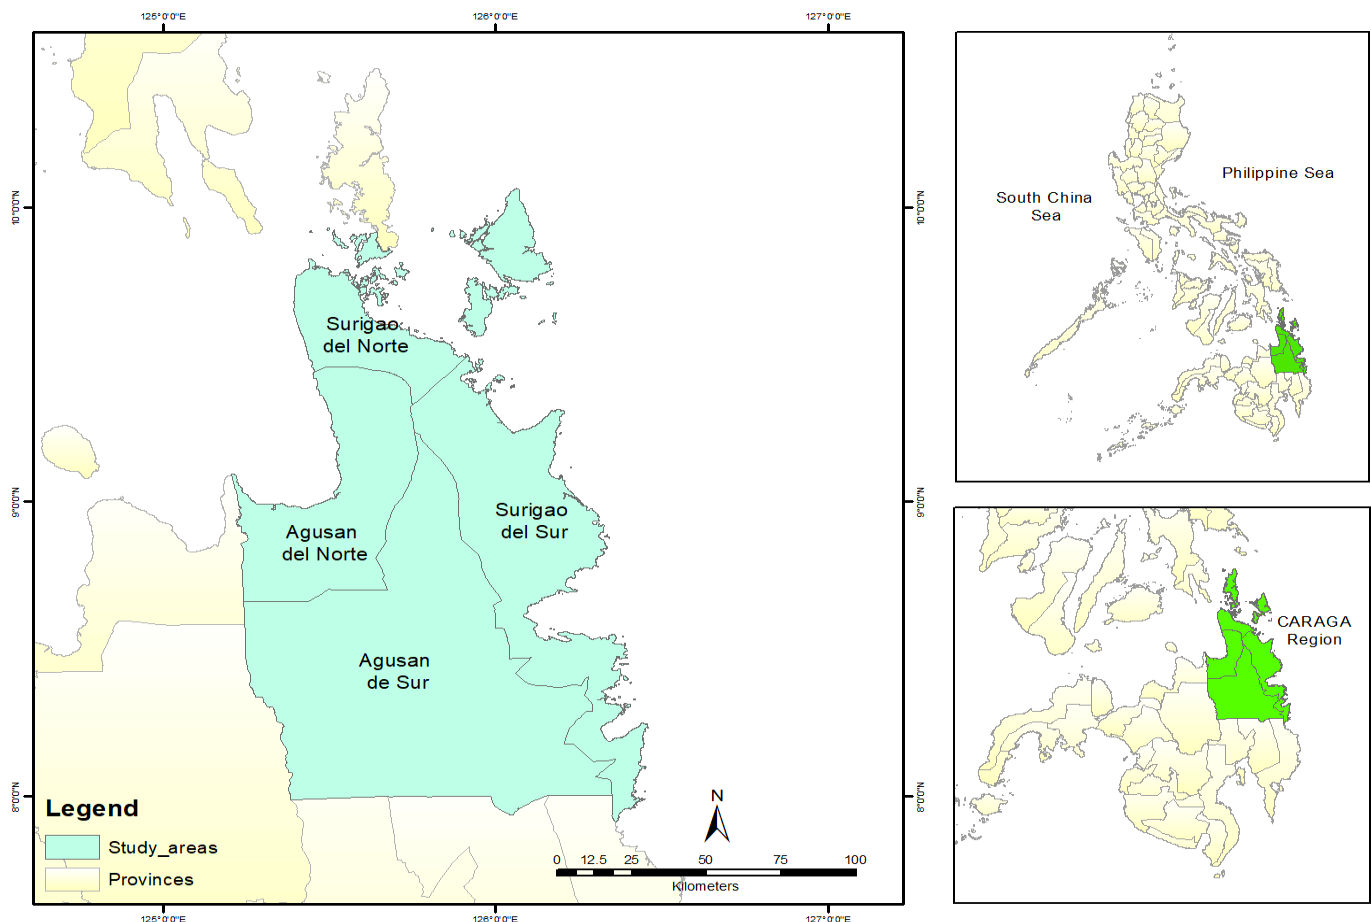 125°0'0"E
126°0'0"E
127°0'0"E
10°0'0"N
10°0'0"N
9°0'0"N
9°0'0"N
8°0'0"N
8°0'0"N
Surigao
del Norte
Agusan
del Norte
Surigao
del Sur
Agusan
de Sur
Legend
Study_areas
Provinces
N
0 12.5 25 50 75 100
Kilometers
125°0'0"E
126°0'0"E
127°0'0"E
South China
Sea
Philippine Sea
CARAGA
Region